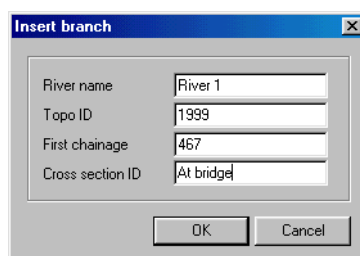 Insert branch
River name River 1
Topo ID 1999
First chainage 467
Cross section ID At bridge
OK Cancel